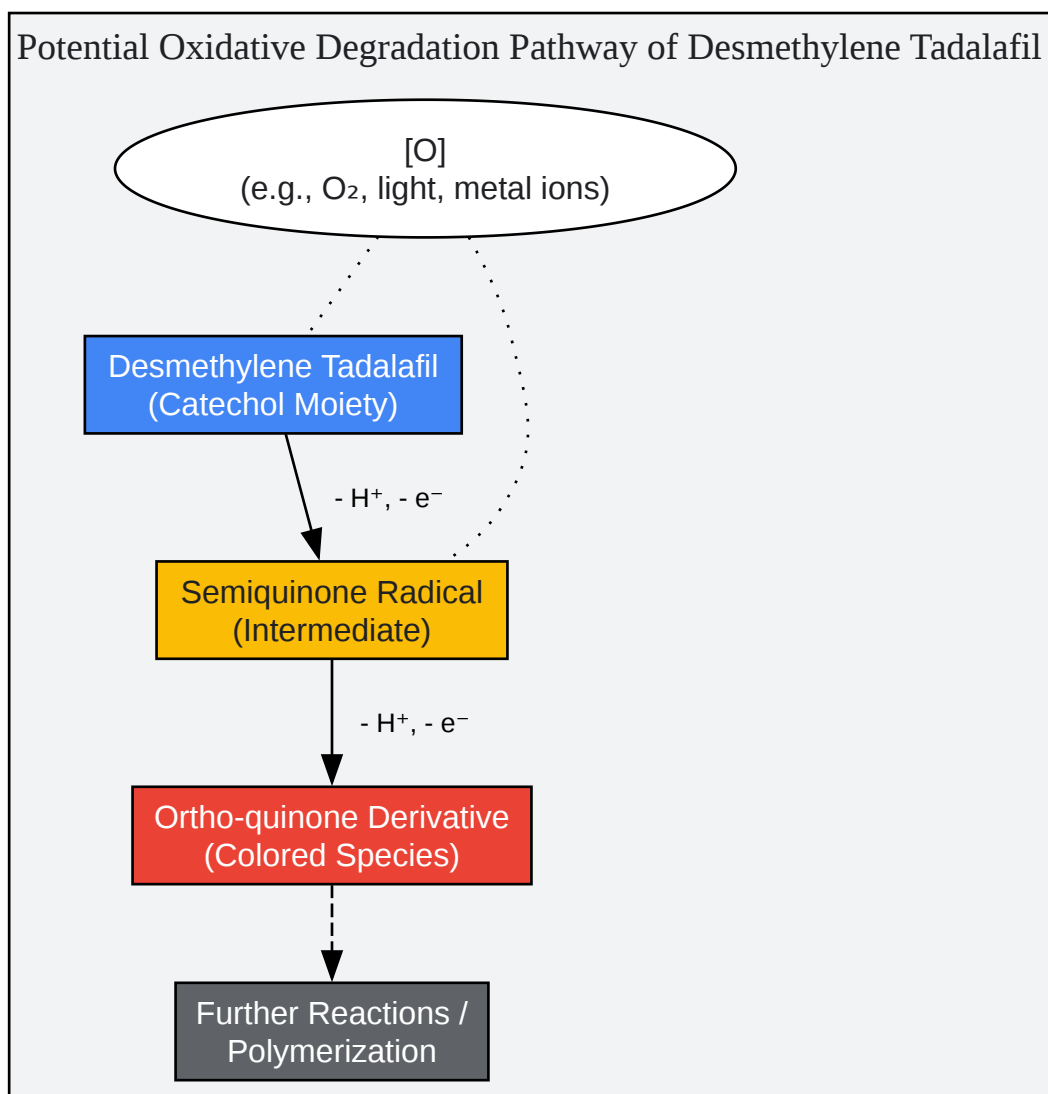 Potential Oxidative Degradation Pathway of Desmethylene Tadalafil
[O]
(e.g., O₂, light, metal ions)
Desmethylene Tadalafil
(Catechol Moiety)
- H⁺, - e⁻
Semiquinone Radical
(Intermediate)
- H⁺, - e⁻
Ortho-quinone Derivative
(Colored Species)
Further Reactions /
Polymerization